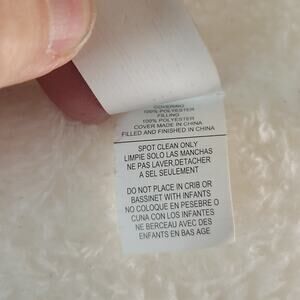 COVERING
100% POLYESTER
FILLING
100% POLYESTER
COVER MADE IN CHINA
FILLED AND FINISHED IN CHINA
SPOT CLEAN ONLY
LIMPIE SOLO LAS MANCHAS
NE PAS LAVER,DETACHER
A SEL SEULEMENT
DO NOT PLACE IN CRIB OR
BASSINET WITH INFANTS
NO COLOQUE EN PESEBRE O
CUNA CON LOS INFANTES
NE BERCEAU AVEC DES
ENFANTS EN BAS AGE